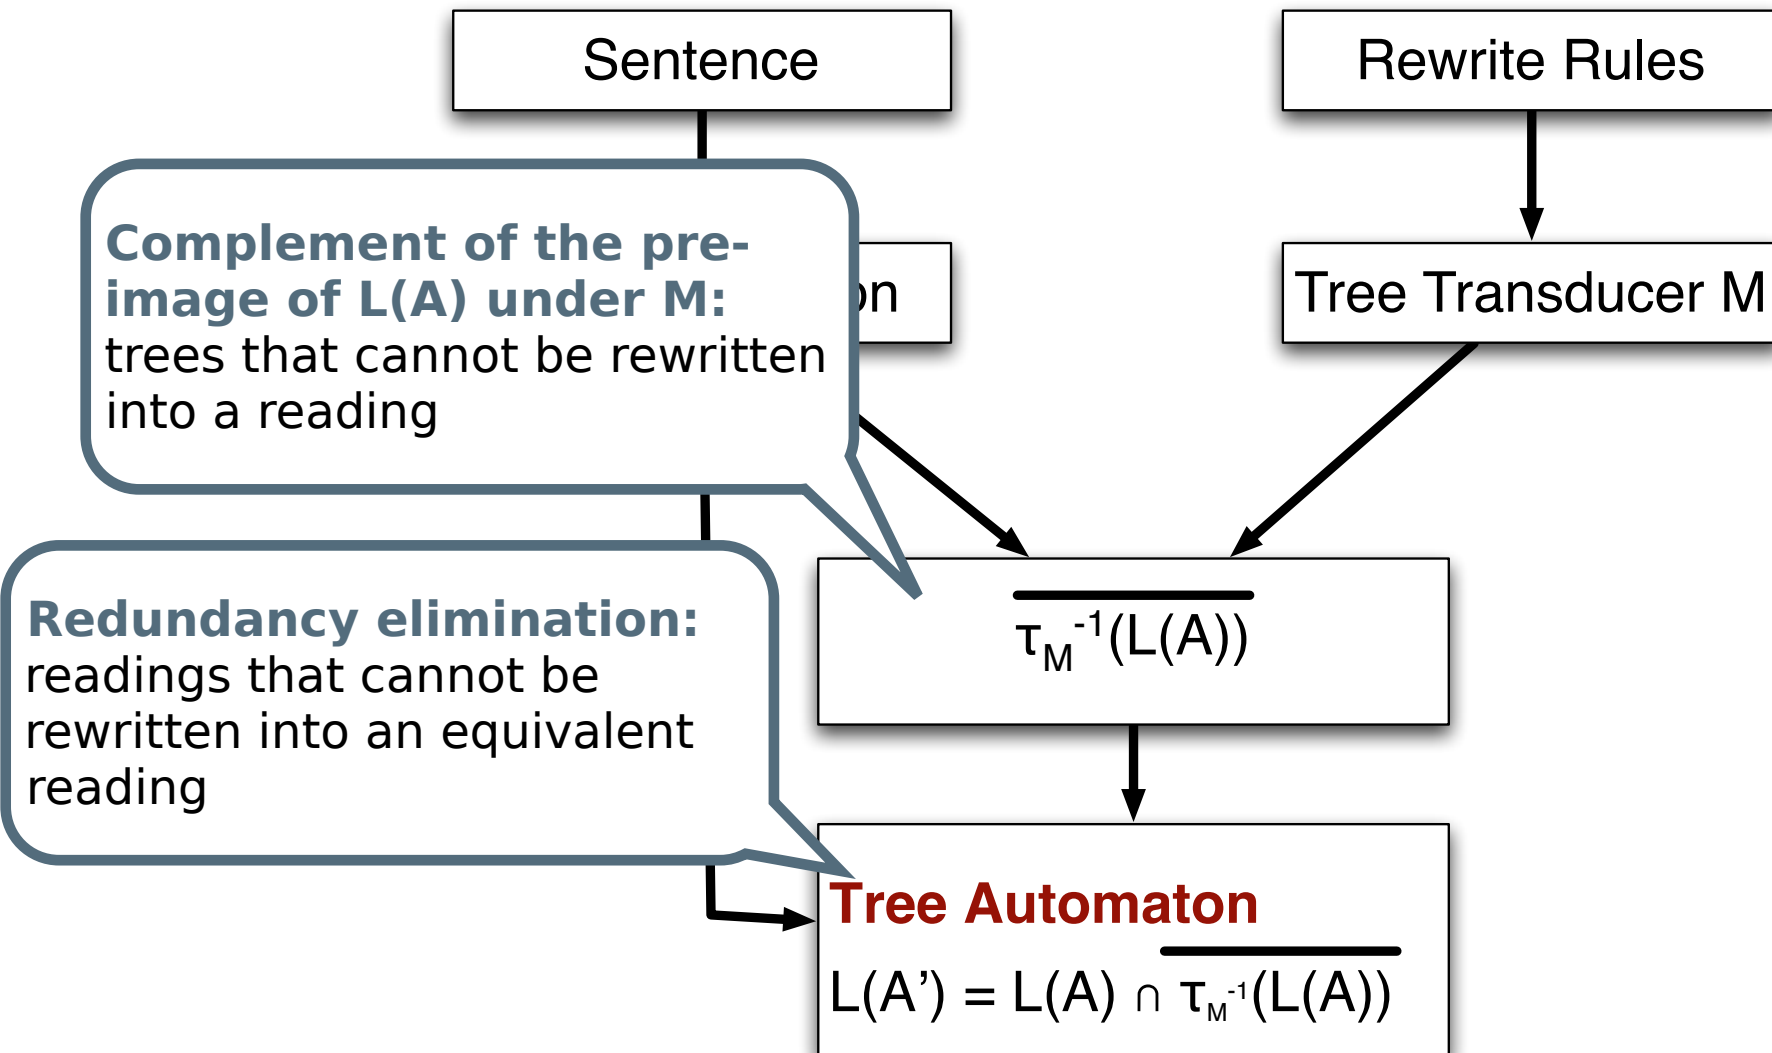 Sentence
Rewrite Rules
Complement of the pre-
image of L(A) under M:
trees that cannot be rewritten
into a reading
on
Tree Transducer M
τM-1(L(A))
Redundancy elimination:
readings that cannot be
rewritten into an equivalent
reading
Tree Automaton
L(A’) = L(A) ∩ τM-1(L(A))